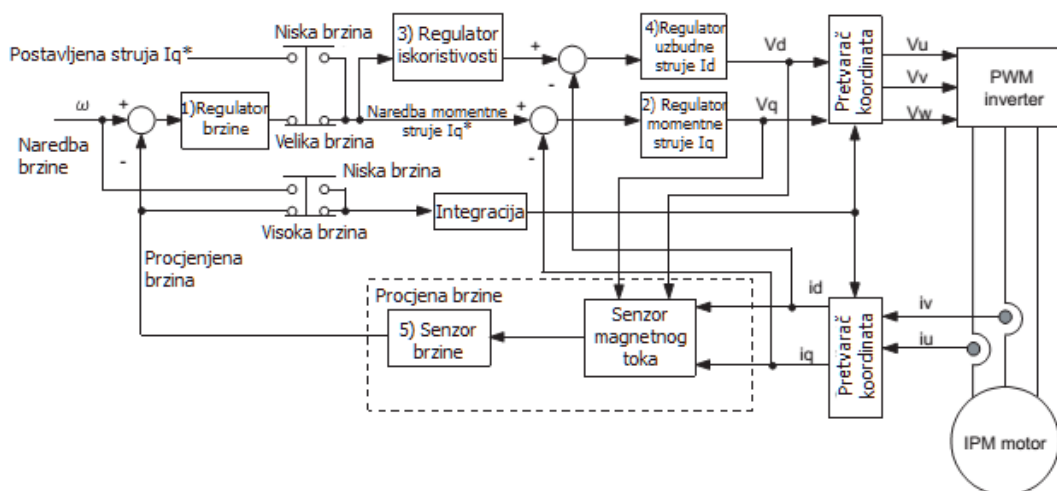 Niska brzina
Postavljena struja Iq*
3) Regulator
iskoristivosti
+
-
4)Regulator
uzbudne
struje Id
Vd
Pretvarač
koordinata
Vu
Vv
Vw
PWM
inverter
ω
+
-
Naredba
brzine
1)Regulator
brzine
Velika brzina
Naredba momentne
struje Iq*
+
-
2) Regulator
momentne
struje Iq
Vq
Niska brzina
Visoka brzina
Integracija
Procjenjena
brzina
Procjena brzine
5) Senzor
brzine
Senzor
magnetnog
toka
id
iq
Pretvarač
koordinata
iv
iu
IPM motor